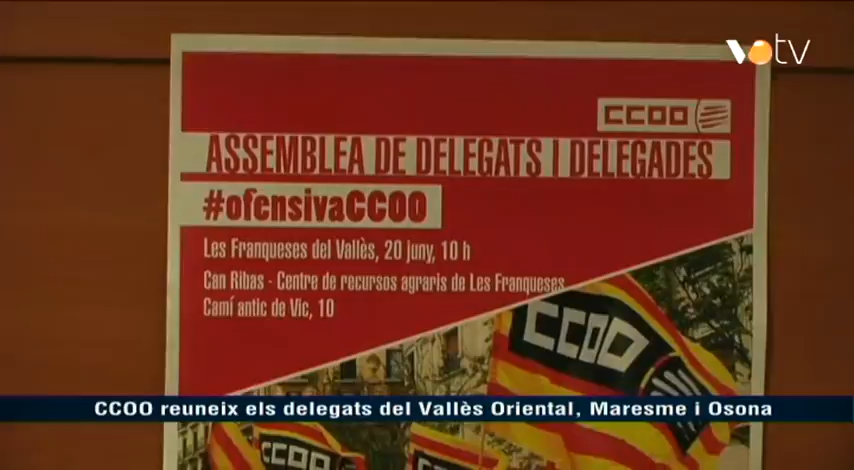 votv
CCOO
ASSEMBLEA DE DELEGATS I DELEGADES
#ofensivaCCOO
Les Franqueses del Vallès, 20 juny, 10 h
Can Ribas - Centre de recursos agraris de Les Franqueses
Camí antic de Vic, 10
CCOO
CCOO reuneix els delegats del Vallès Oriental, Maresme i Osona
CCOO
CCOO